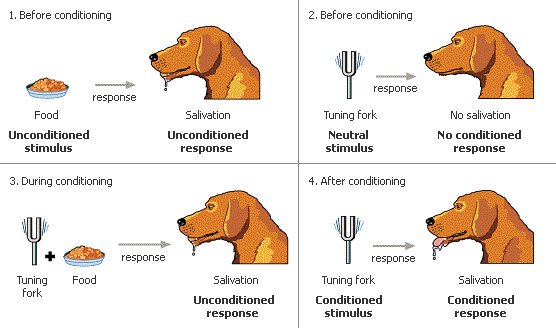 1. Before conditioning
response
Food
Salivation
Unconditioned
stimulus
Unconditioned
response
2. Before conditioning
response
Tuning fork
No salivation
Neutral
stimulus
No conditioned
response
3. During conditioning
+
response
Tuning
fork
Food
Salivation
Unconditioned
response
4. After conditioning
response
Tuning fork
Salivation
Conditioned
stimulus
Conditioned
response